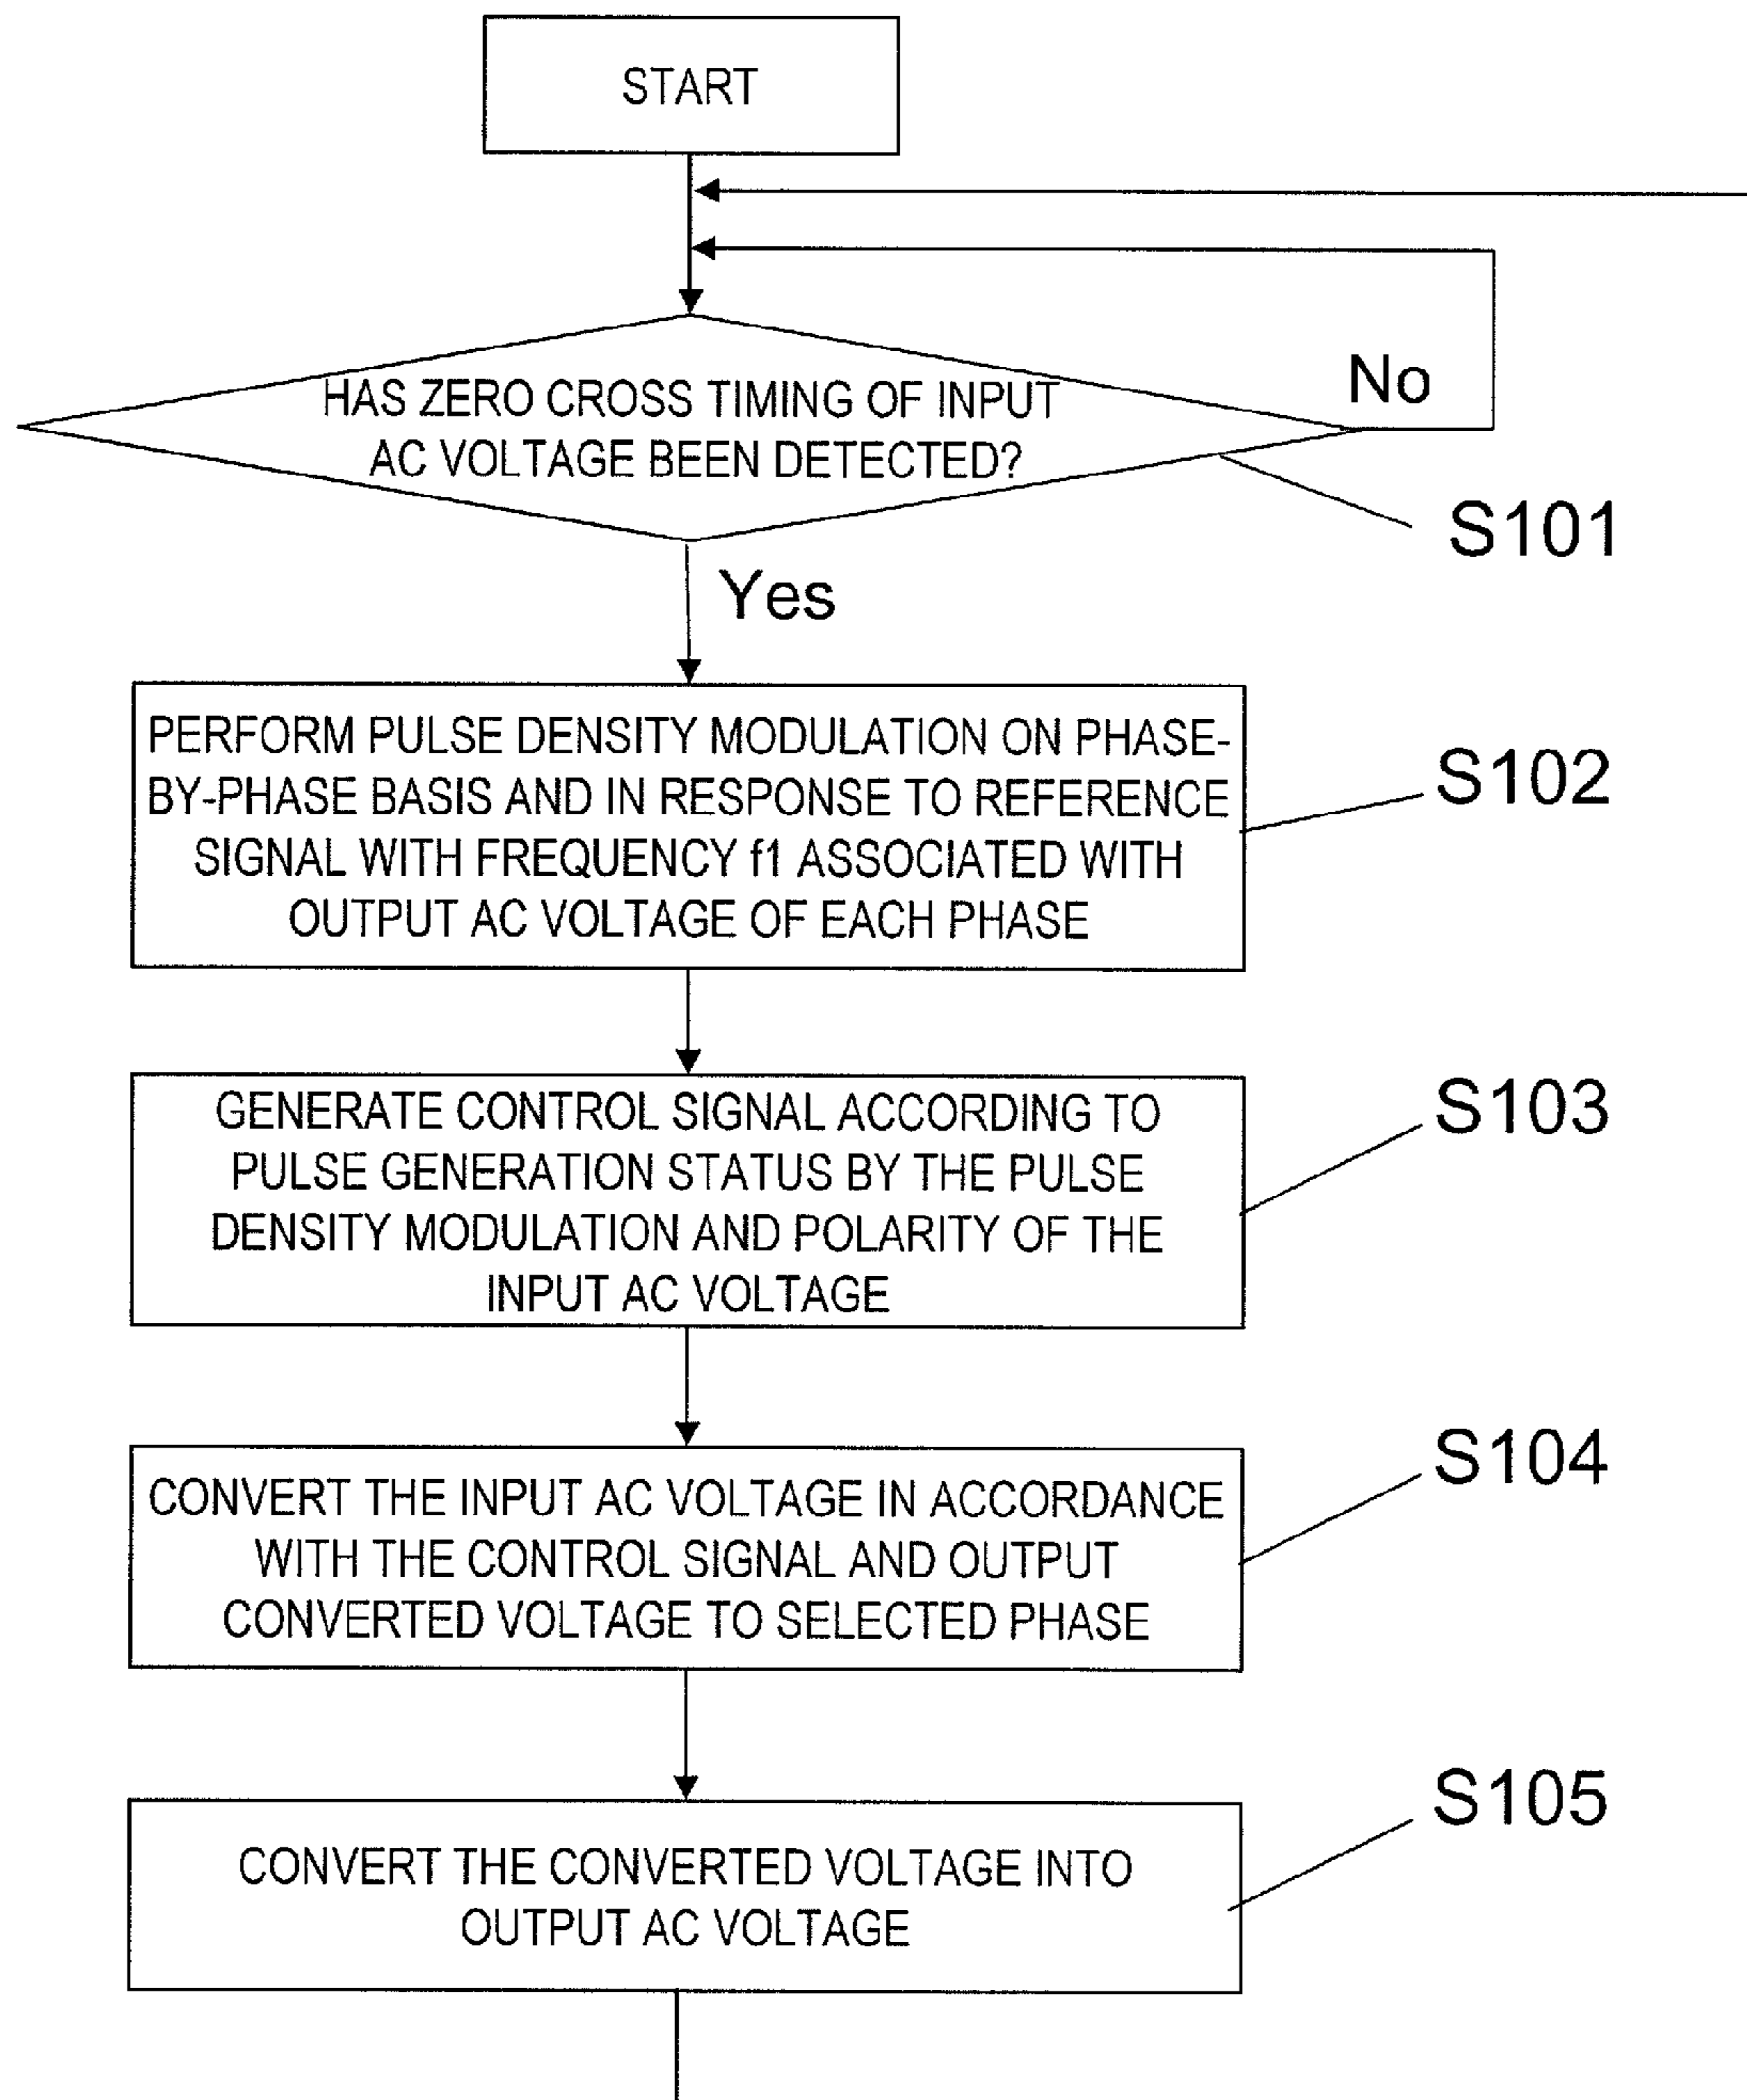 START
HAS ZERO CROSS TIMING OF INPUT
AC VOLTAGE BEEN DETECTED?
No
S101
Yes
PERFORM PULSE DENSITY MODULATION ON PHASE-
BY-PHASE BASIS AND IN RESPONSE TO REFERENCE
SIGNAL WITH FREQUENCY f1 ASSOCIATED WITH
OUTPUT AC VOLTAGE OF EACH PHASE
S102
GENERATE CONTROL SIGNAL ACCORDING TO
PULSE GENERATION STATUS BY THE PULSE
DENSITY MODULATION AND POLARITY OF THE
INPUT AC VOLTAGE
S103
CONVERT THE INPUT AC VOLTAGE IN ACCORDANCE
WITH THE CONTROL SIGNAL AND OUTPUT
CONVERTED VOLTAGE TO SELECTED PHASE
S104
CONVERT THE CONVERTED VOLTAGE INTO
OUTPUT AC VOLTAGE
S105